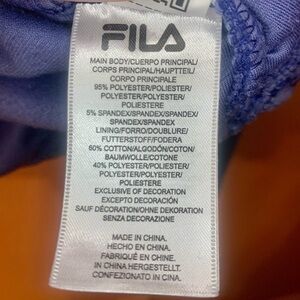 FILA
MAIN BODY/CUERPO PRINCIPAL/
CORPS PRINCIPAL/HAUPTTEIL/
CORPO PRINCIPALE
95% POLYESTER/POLIESTER/
POLYESTER/POLYESTER/
POLIESTERE
5% SPANDEX/SPANDEX/SPANDEX/
SPANDEX/SPANDEX
LINING/FORRO/DOUBLURE/
FUTTERSTOFF/FODERA
60% COTTON/ALGODÓN/COTON/
BAUMWOLLE/COTONE
40% POLYESTER/POLIESTER/
POLYESTER/POLYESTER/
POLIESTERE
EXCLUSIVE OF DECORATION
EXCEPTO DECORACIÓN
SAUF DÉCORATION/OHNE DEKORATION
SENZA DECORAZIONE
MADE IN CHINA.
HECHO EN CHINA.
FABRIQUÉ EN CHINE.
IN CHINA HERGESTELLT.
CONFEZIONATO IN CINA.